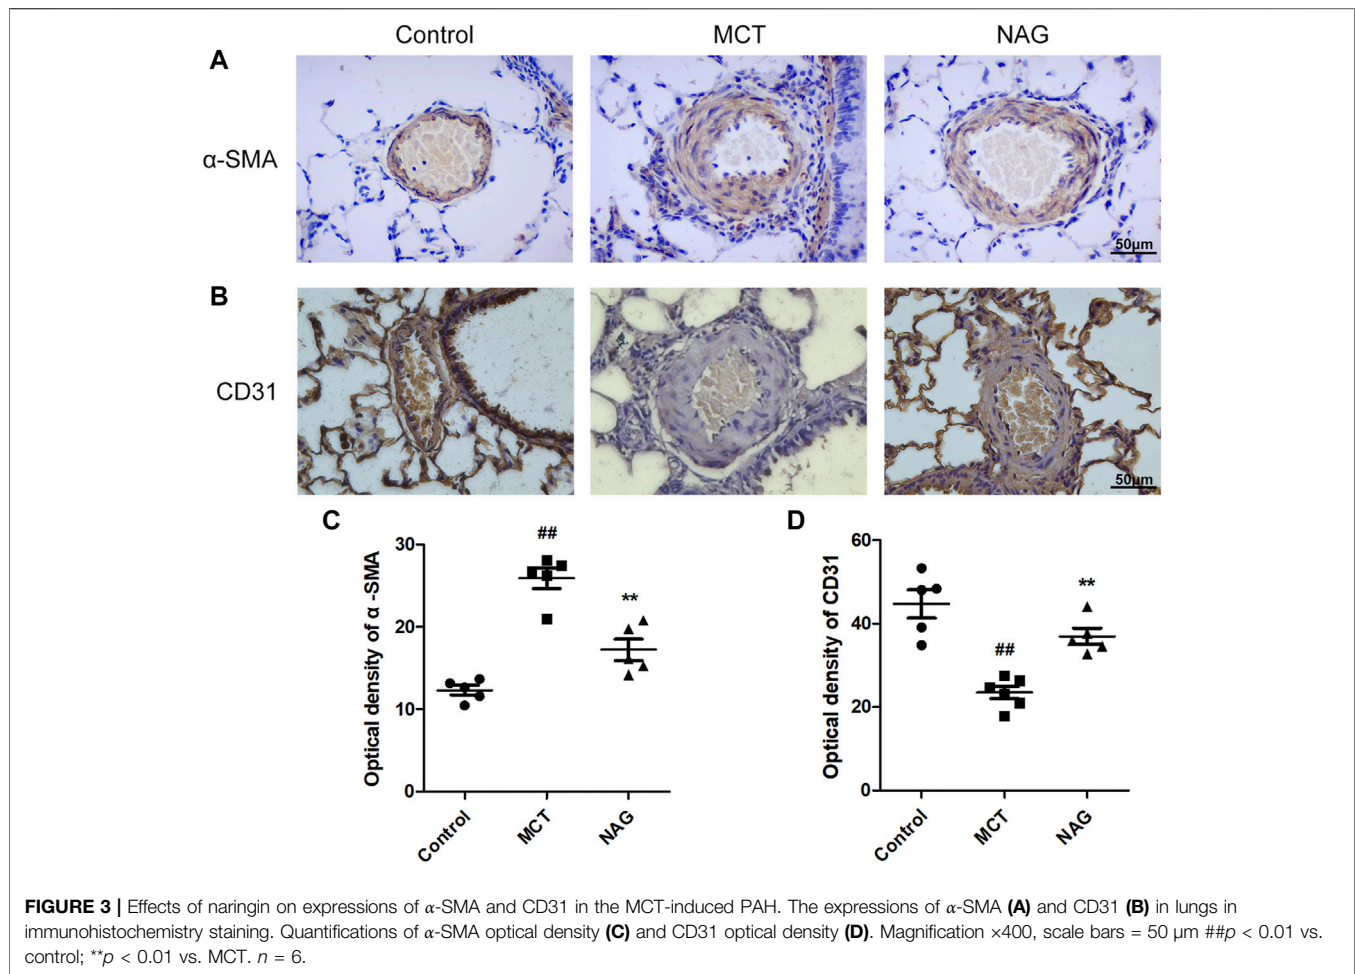 Control MCT NAG
A
α-SMA
50μm
B
CD31
50μm
C
D
Optical density of α -SMA
30
20
10
0
##
**
Control
MCT
NAG
Optical density of CD31
60
40
20
0
##
**
Control
MCT
NAG
FIGURE 3 | Effects of naringin on expressions of α-SMA and CD31 in the MCT-induced PAH. The expressions of α-SMA (A) and CD31 (B) in lungs in
immunohistochemistry staining. Quantifications of α-SMA optical density (C) and CD31 optical density (D). Magnification ×400, scale bars = 50 μm ##p < 0.01 vs.
control; **p < 0.01 vs. MCT. n = 6.